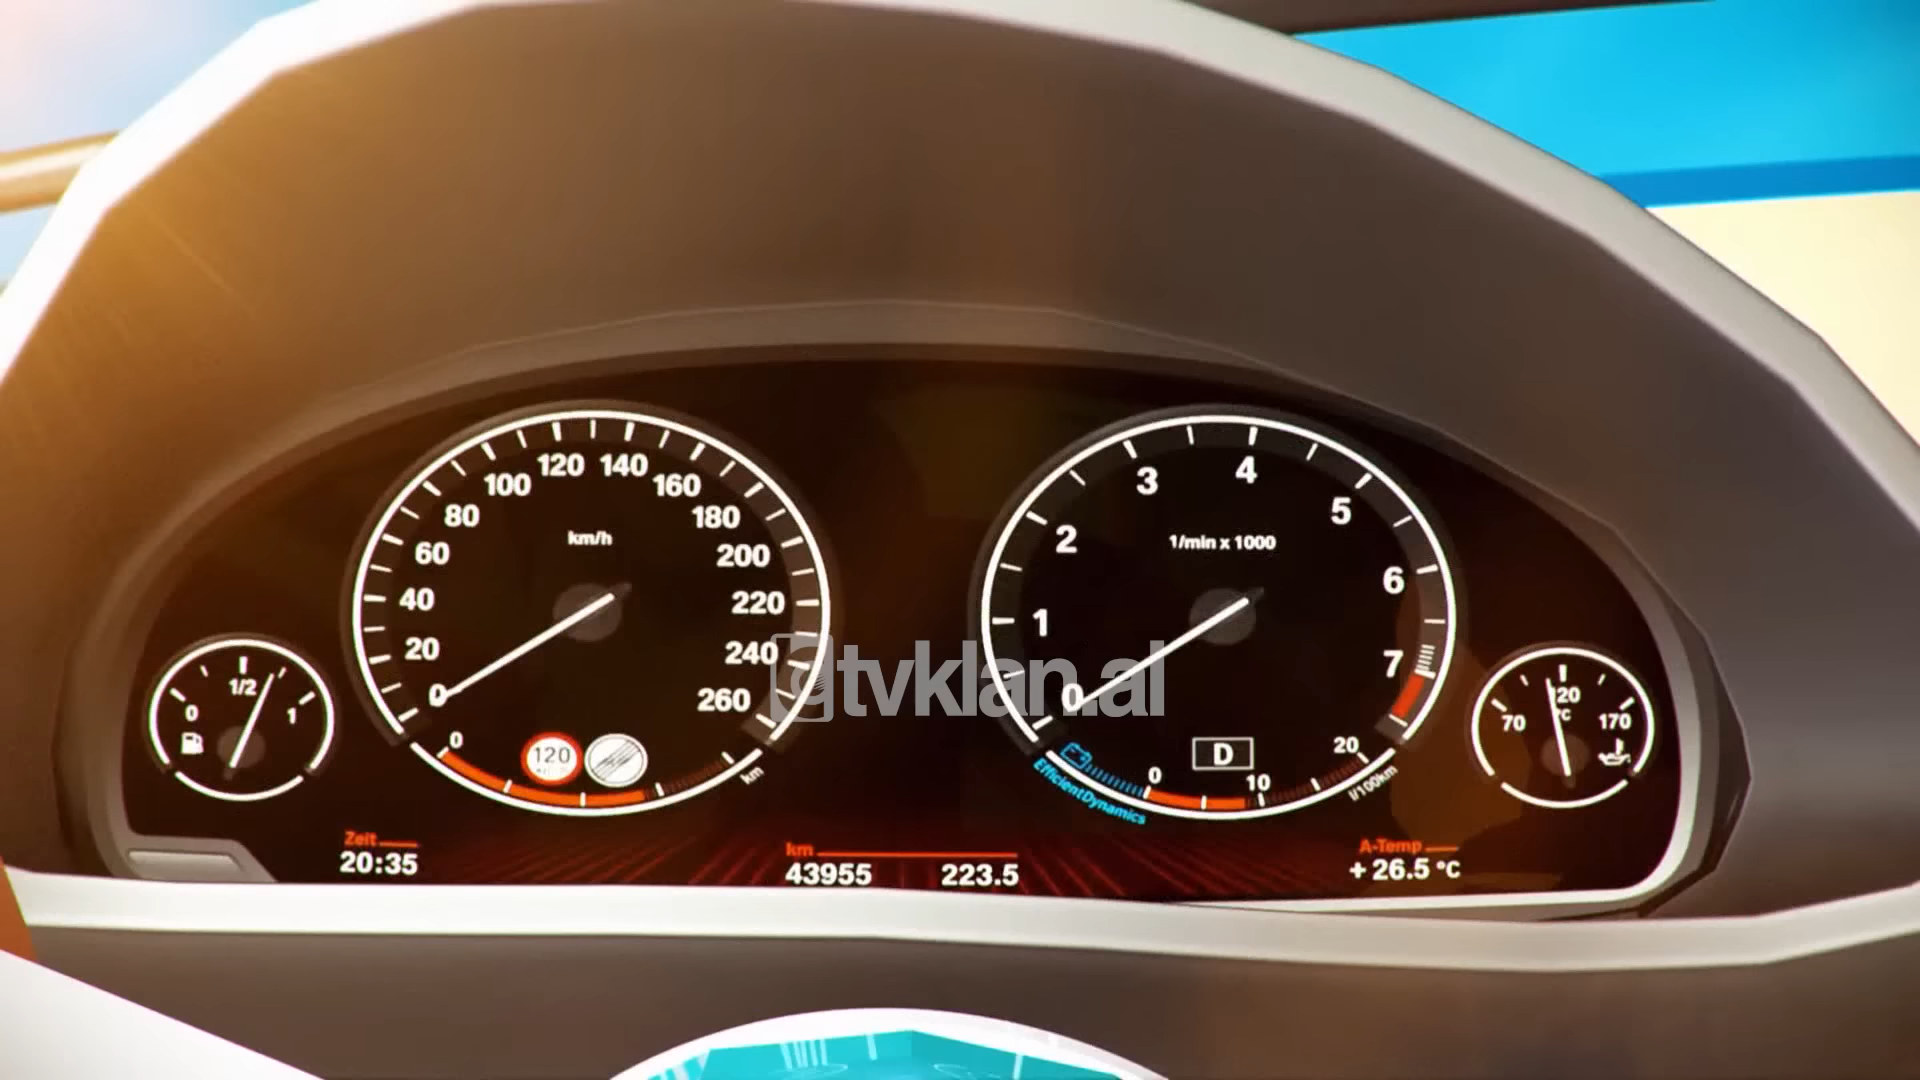 100 120 140 160
80 180
60 km/h 200
40 220
20 240
0 260
0 km
120
3 4
2 5
1/min x 1000
1 6
0 7
D
0 10 20
EfficientDynamics
l/100km
0 1/2 1
70 120 170
°C
tvklan.al
Zeit
20:35
km
43955 223.5
A-Temp
+ 26.5 °C